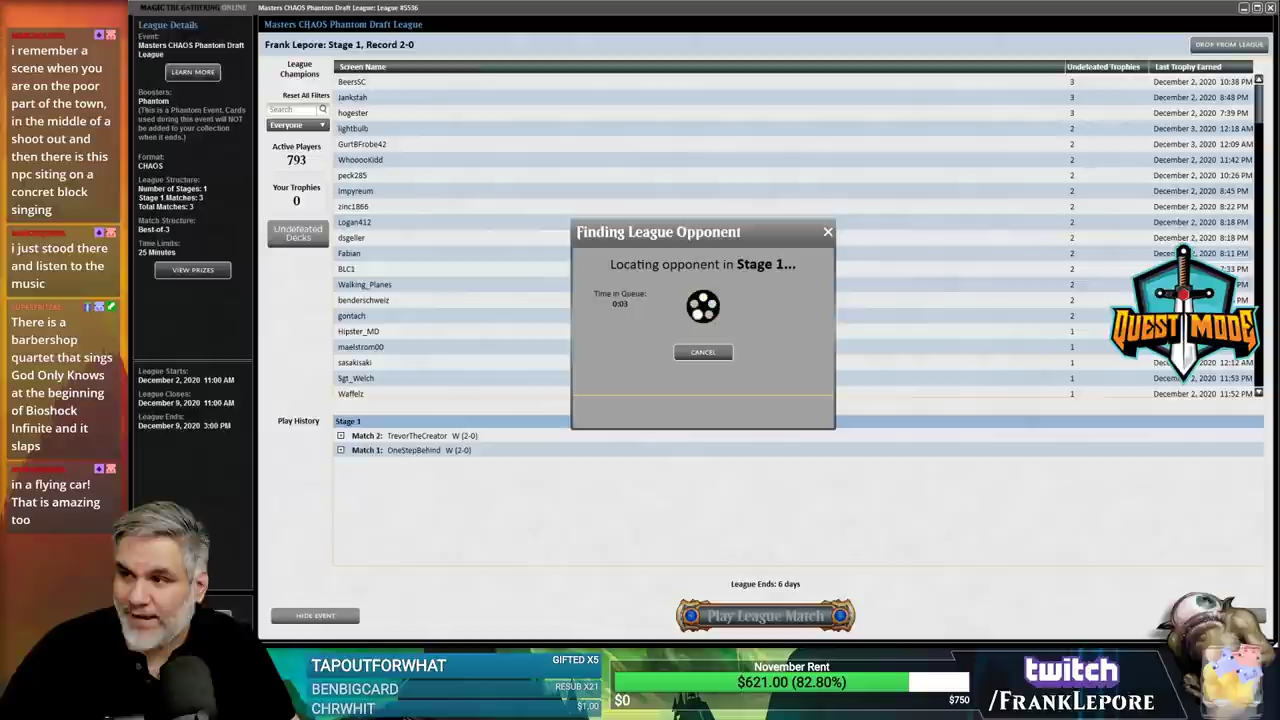 i remember a
scene when you
are on the poor
part of the town,
in the middle of a
shoot out and
then there is this
npc siting on a
concret block
singing
i just stood there
and listen to the
music
There is a
barbershop
quartet that sings
God Only Knows
at the beginning
of Bioshock
Infinite and it
slaps
in a flying car!
That is amazing
too
MAGIC THE GATHERING ONLINE
Masters CHAOS Phantom Draft League: League #5536
League Details
Event:
Masters CHAOS Phantom Draft
League
LEARN MORE
Boosters:
Phantom
(This is a Phantom Event. Cards
used during this event will NOT
be added to your collection
when it ends.)
Format:
CHAOS
League Structure:
Number of Stages: 1
Stage 1 Matches: 3
Total Matches: 3
Match Structure:
Best-of-3
Time Limits:
25 Minutes
VIEW PRIZES
League Starts:
December 2, 2020 11:00 AM
League Closes:
December 9, 2020 11:00 AM
League Ends:
December 9, 2020 3:00 PM
Masters CHAOS Phantom Draft League
Frank Lepore: Stage 1, Record 2-0
DROP FROM LEAGUE
League
Champions
Reset All Filters
Search
Everyone
Active Players
793
Your Trophies
0
Undefeated
Decks
Screen Name Undefeated Trophies Last Trophy Earned
BeersSC 3 December 2, 2020 10:38 PM
Jankstah 3 December 2, 2020 8:48 PM
hogester 3 December 2, 2020 7:39 PM
lightbulb 2 December 3, 2020 12:18 AM
GurtBFrobe42 2 December 3, 2020 12:09 AM
WhooooKidd 2 December 2, 2020 11:42 PM
peck285 2 December 2, 2020 10:26 PM
Impyreum 2 December 2, 2020 8:45 PM
zinc1866 2 December 2, 2020 8:22 PM
Logan412 2 December 2, 2020 8:18 PM
dsgeller 2 December 2, 2020 8:18 PM
Fabian 2 December 2, 2020 8:11 PM
BLC1 2 7:33 PM
Walking_Planes 2
benderschweiz 2
gontach 2
Hipster_MD 1
maelstrom00 1
sasakisaki 1 December 2, 2020 12:12 AM
Sgt_Welch 1 December 2, 2020 11:53 PM
Waffelz 1 December 2, 2020 11:52 PM
Finding League Opponent
Locating opponent in Stage 1...
Time in Queue:
0:03
CANCEL
QUEST MODE
Play History
Stage 1
Match 2: TrevorTheCreator W (2-0)
Match 1: OneStepBehind W (2-0)
League Ends: 6 days
HIDE EVENT
Play League Match
TAPOUTFORWHAT GIFTED X5
BENBIGCARD RESUB X21
CHRWHIT $1.00
November Rent
$621.00 (82.80%)
$0
$750
twitch
/FRANKLEPORE